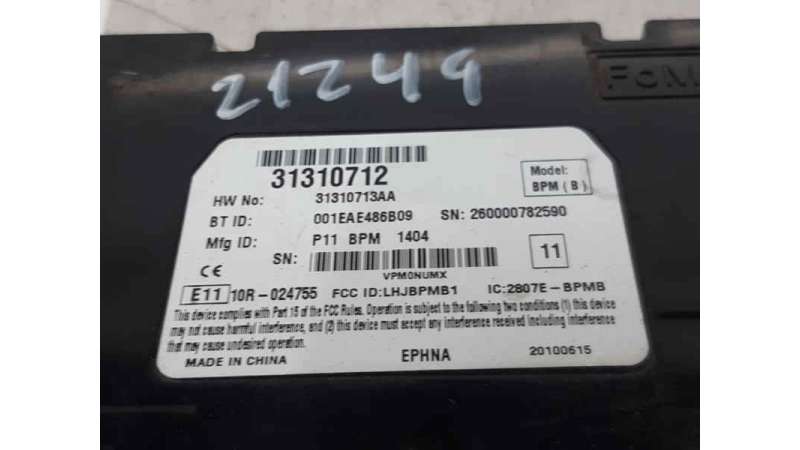 21249
FoM
31310712
Model:
BPM ( B )
HW No: 31310713AA
BT ID: 001EAE486B09 SN: 260000782590
Mfg ID: P11 BPM 1404
11
SN:
VPM0NUMX
CE
E11 10R-024755 FCC ID:LHJBPMB1 IC:2807E-BPMB
This device complies with Part 15 of the FCC Rules. Operation is subject to the following two conditions (1) this device
may not cause harmful interference, and (2) this device must accept any interference received including interference
that may cause undesired operation.
MADE IN CHINA EPHNA 20100615